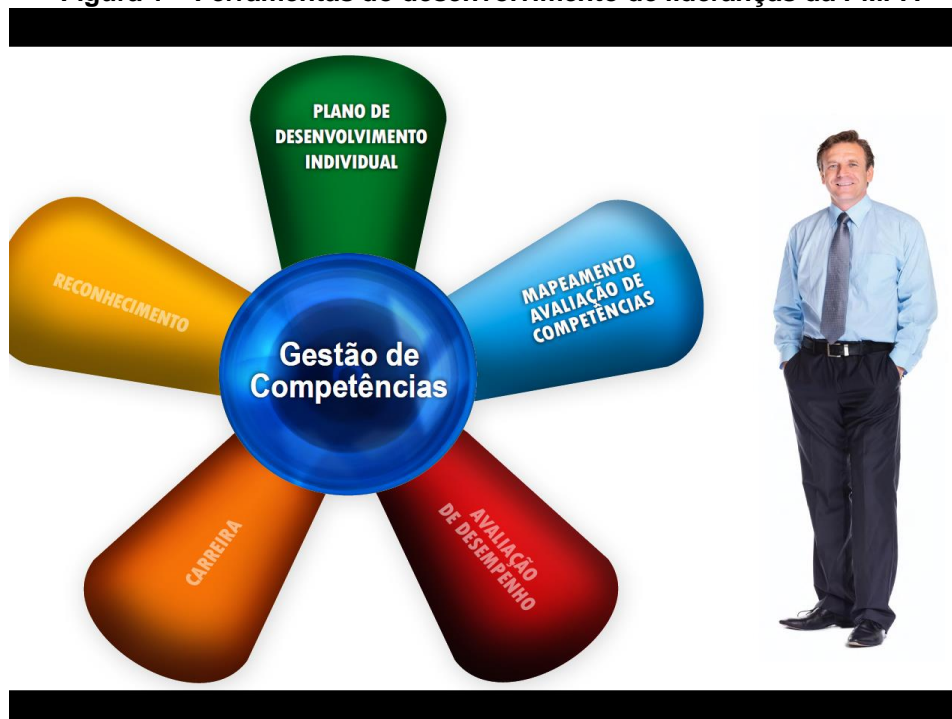 PLANO DE
DESENVOLVIMENTO
INDIVIDUAL
RECONHECIMENTO
MAPEAMENTO
AVALIAÇÃO DE
COMPETÊNCIAS
Gestão de
Competências
CARREIRA
AVALIAÇÃO
DE DESEMPENHO